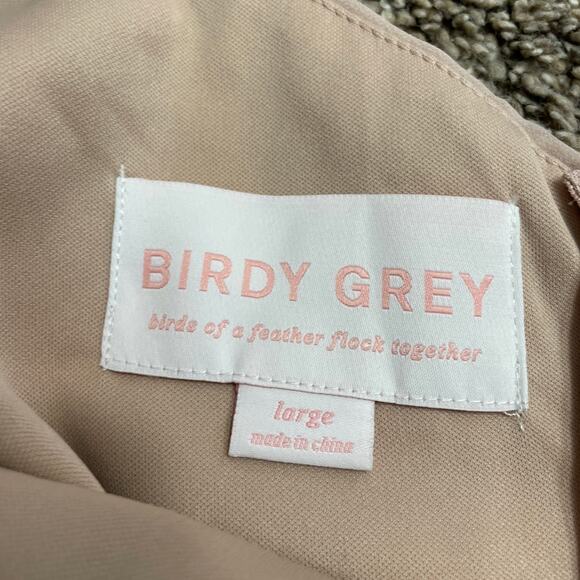 BIRDY GREY
birds of a feather flock together
large
made in china